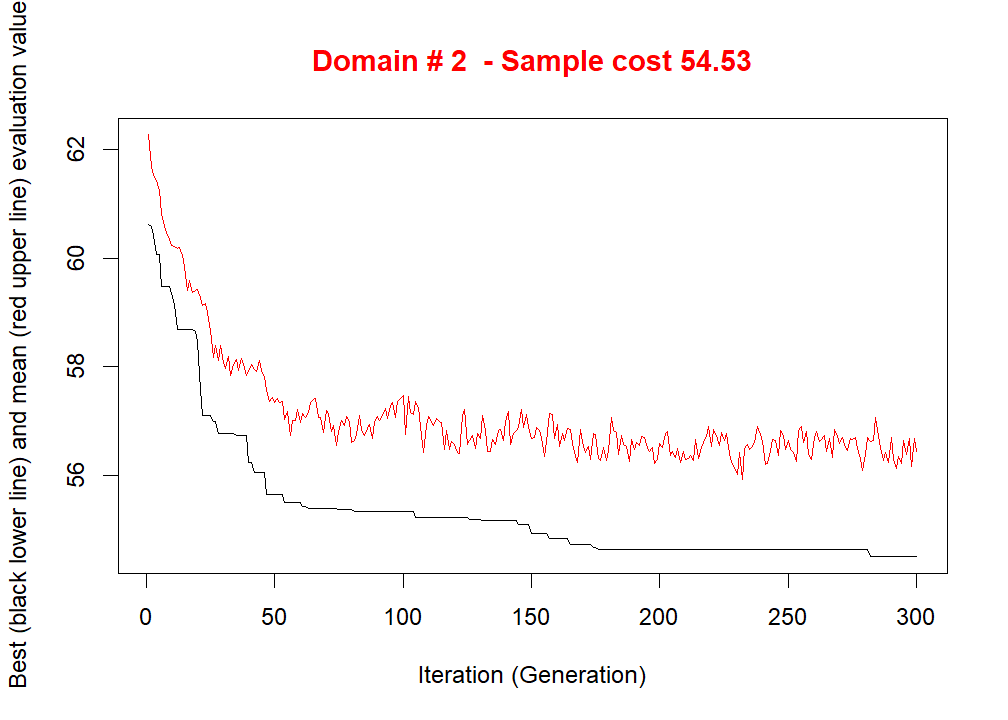 Domain # 2  - Sample cost 54.53
Best (black lower line) and mean (red upper line) evaluation value
62
60
58
56
0 50 100 150 200 250 300
Iteration (Generation)